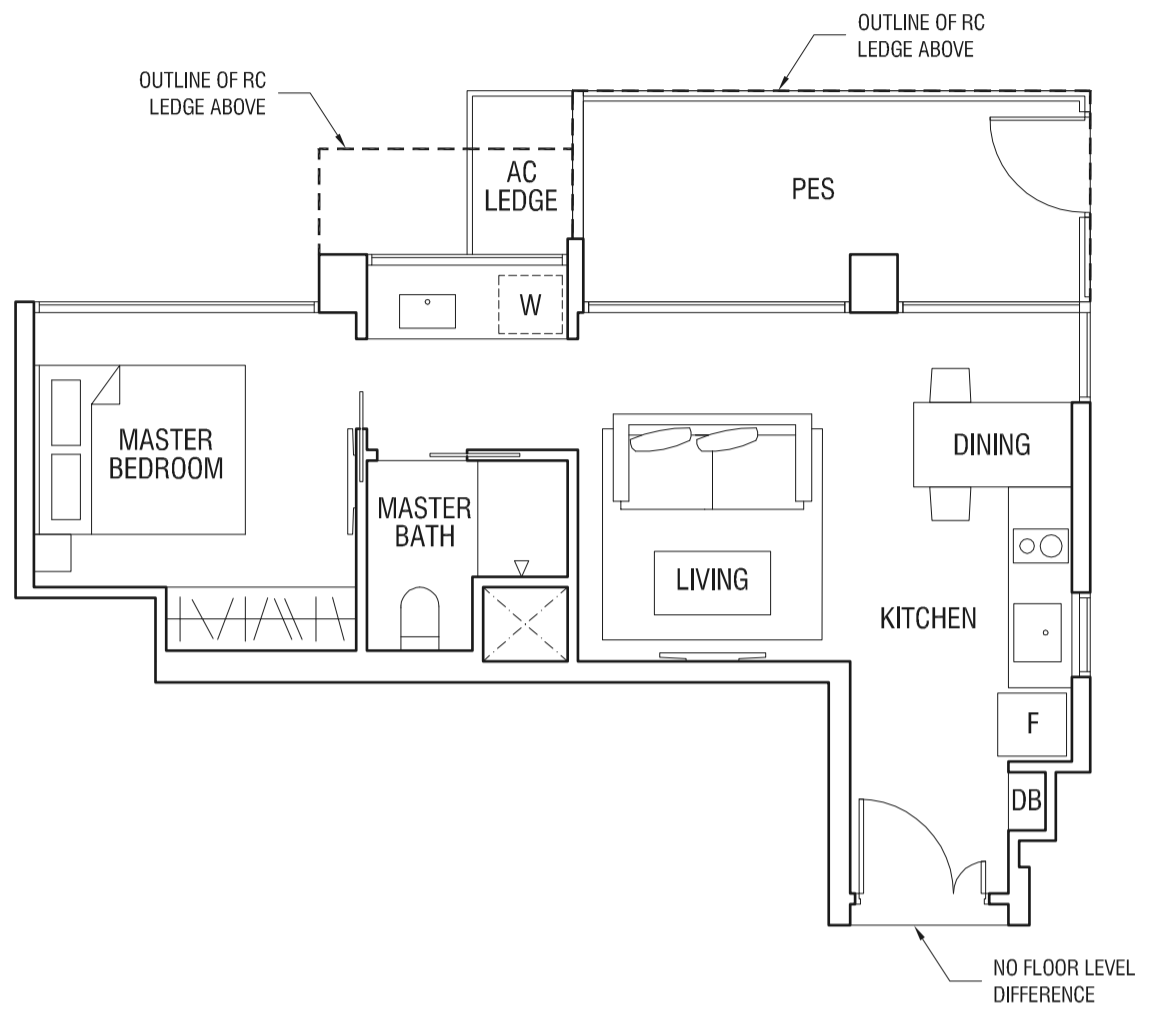 OUTLINE OF RC
LEDGE ABOVE
OUTLINE OF RC
LEDGE ABOVE
AC
LEDGE
PES
W
MASTER
BEDROOM
DINING
MASTER
BATH
LIVING
KITCHEN
F
DB
NO FLOOR LEVEL
DIFFERENCE